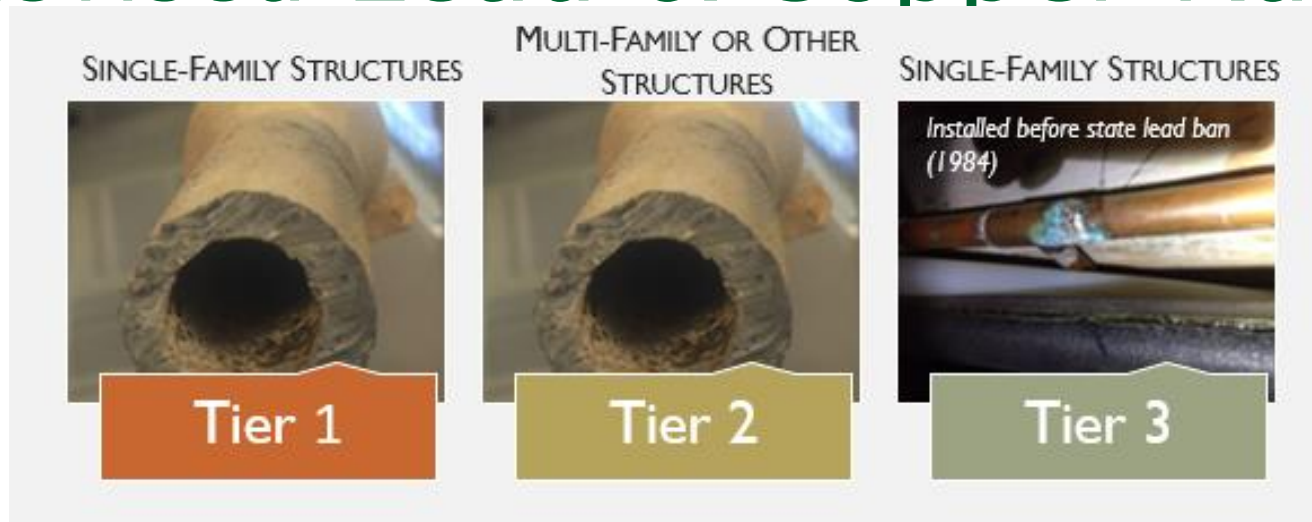 SINGLE-FAMILY STRUCTURES
MULTI-FAMILY OR OTHER
STRUCTURES
SINGLE-FAMILY STRUCTURES
Installed before state lead ban
(1984)
Tier 1
Tier 2
Tier 3